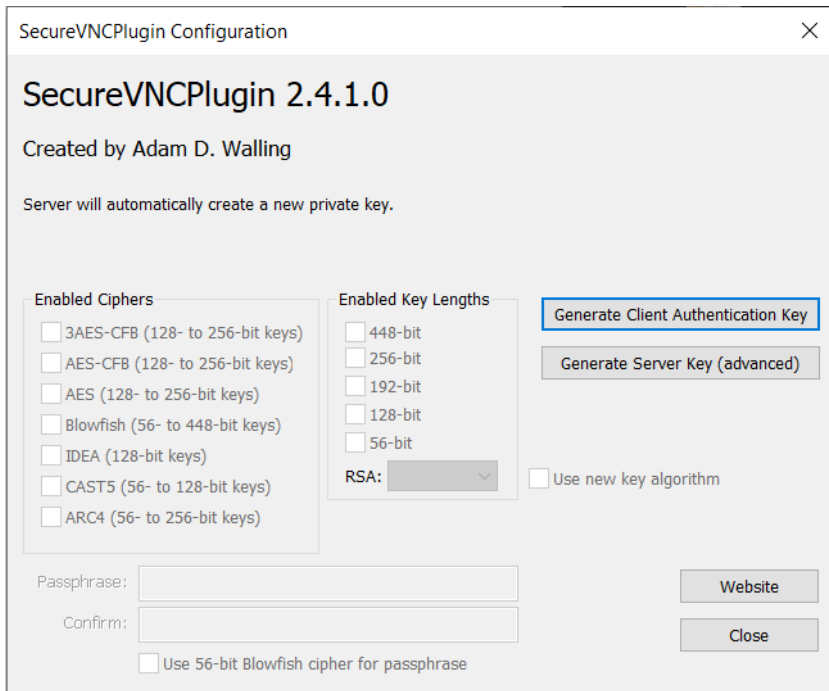 SecureVNCPlugin Configuration
SecureVNCPlugin 2.4.1.0
Created by Adam D. Walling
Server will automatically create a new private key.
Enabled Ciphers
3AES-CFB (128- to 256-bit keys)
AES-CFB (128- to 256-bit keys)
AES (128- to 256-bit keys)
Blowfish (56- to 448-bit keys)
IDEA (128-bit keys)
CAST5 (56- to 128-bit keys)
ARC4 (56- to 256-bit keys)
Enabled Key Lengths
448-bit
256-bit
192-bit
128-bit
56-bit
RSA:
Generate Client Authentication Key
Generate Server Key (advanced)
Use new key algorithm
Passphrase:
Confirm:
Use 56-bit Blowfish cipher for passphrase
Website
Close